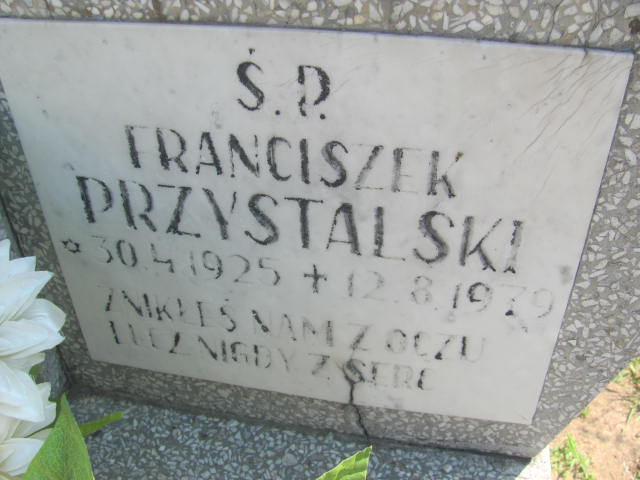 Ś.P.
FRANCISZEK
PRZYSTALSKI
* 30.4.1925 + 12.8.1979
ZNIKŁEŚ NAM Z OCZU
LECZ NIGDY Z SERC